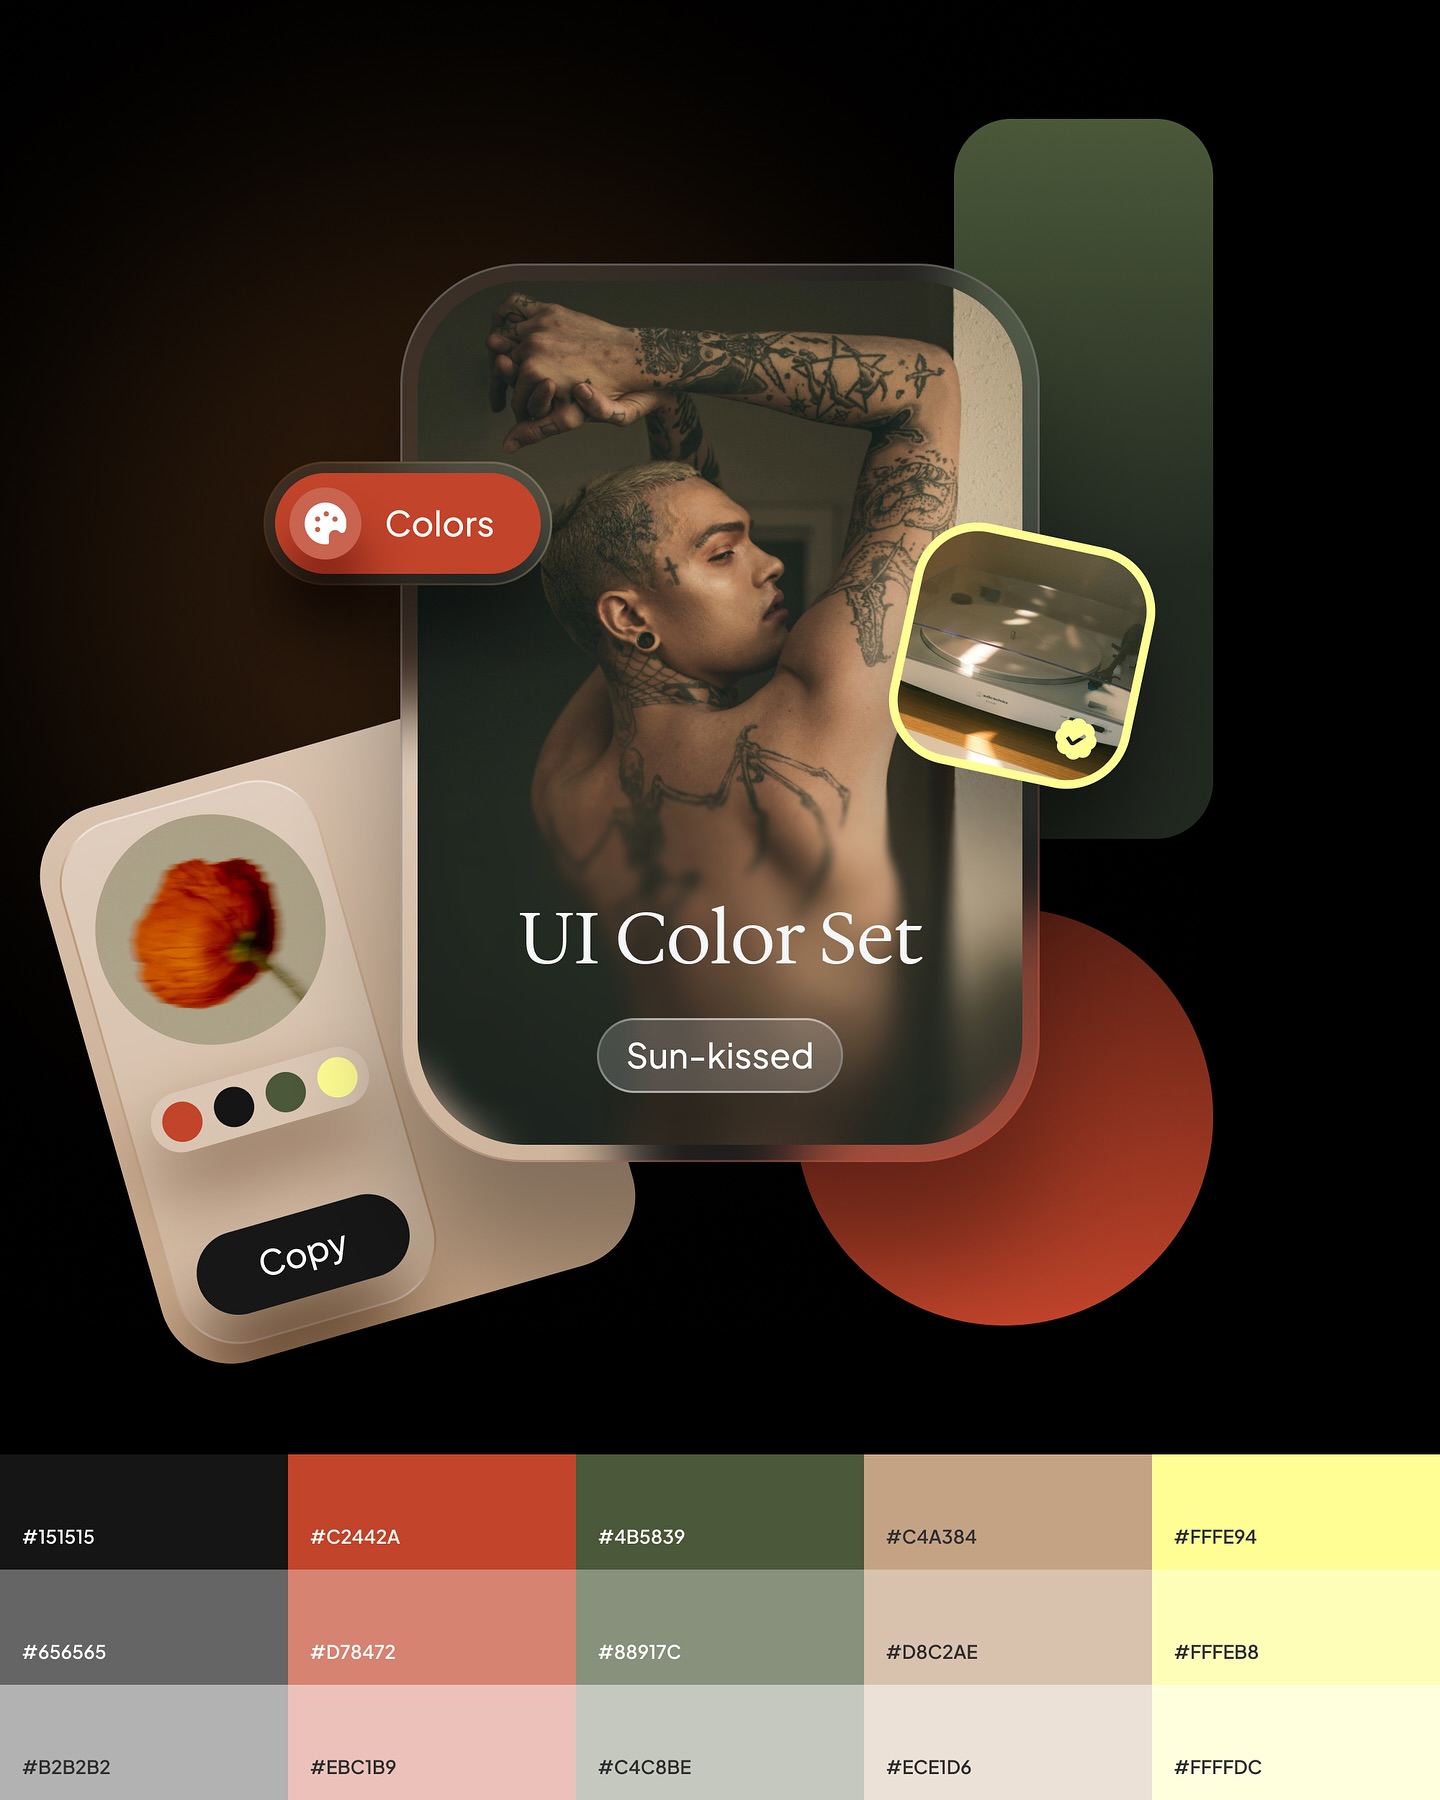 Colors
UI Color Set
Sun-kissed
Copy
#151515
#C2442A
#4B5839
#C4A384
#FFFE94
#656565
#D78472
#88917C
#D8C2AE
#FFFEB8
#B2B2B2
#EBC1B9
#C4C8BE
#ECE1D6
#FFFFDC